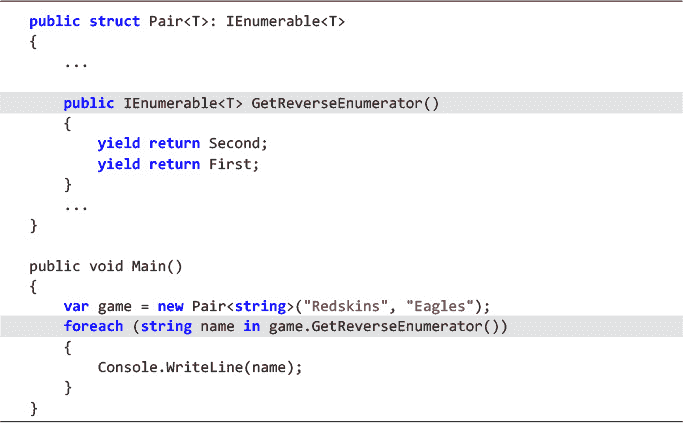 public struct Pair<T>: IEnumerable<T>
{
    ...
    public IEnumerable<T> GetReverseEnumerator()
    {
        yield return Second;
        yield return First;
    }
    ...
}
public void Main()
{
    var game = new Pair<string>("Redskins", "Eagles");
    foreach (string name in game.GetReverseEnumerator())
    {
        Console.WriteLine(name);
    }
}